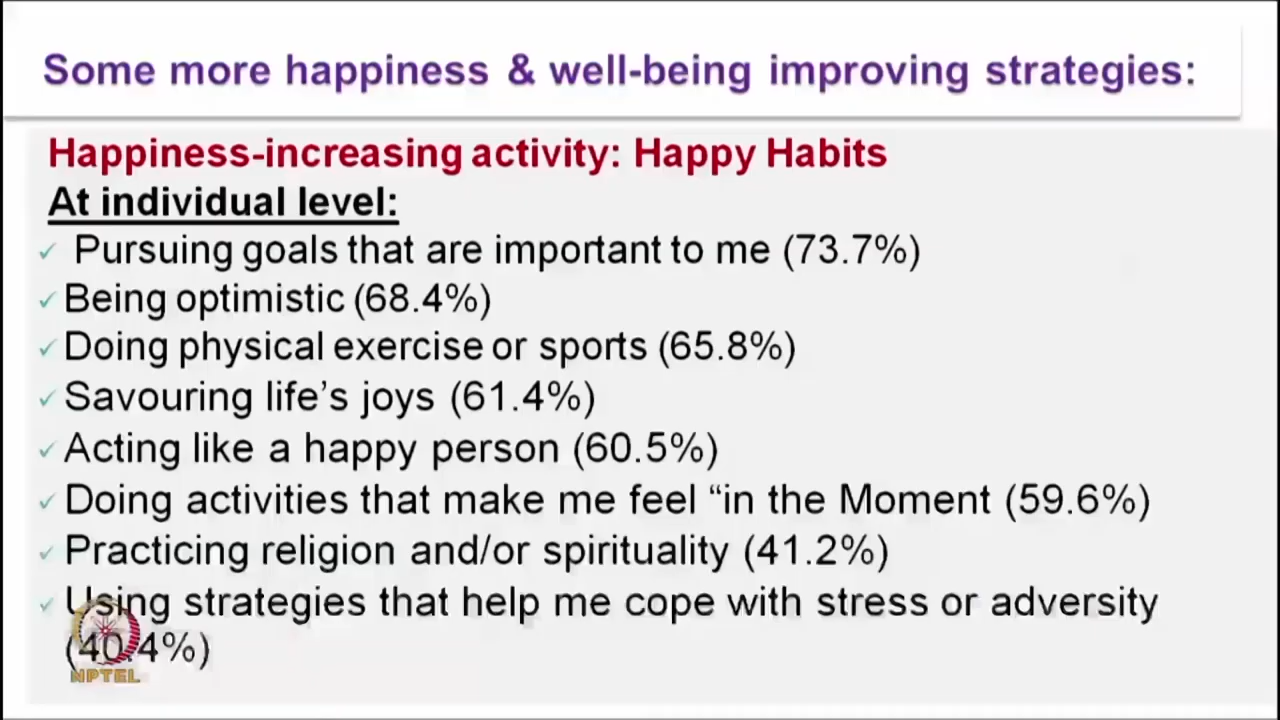 Some more happiness & well-being improving strategies:
Happiness-increasing activity: Happy Habits
At individual level:
✓ Pursuing goals that are important to me (73.7%)
✓ Being optimistic (68.4%)
✓ Doing physical exercise or sports (65.8%)
✓ Savouring life's joys (61.4%)
✓ Acting like a happy person (60.5%)
✓ Doing activities that make me feel “in the Moment (59.6%)
✓ Practicing religion and/or spirituality (41.2%)
✓ Using strategies that help me cope with stress or adversity
(40.4%)
NPTEL